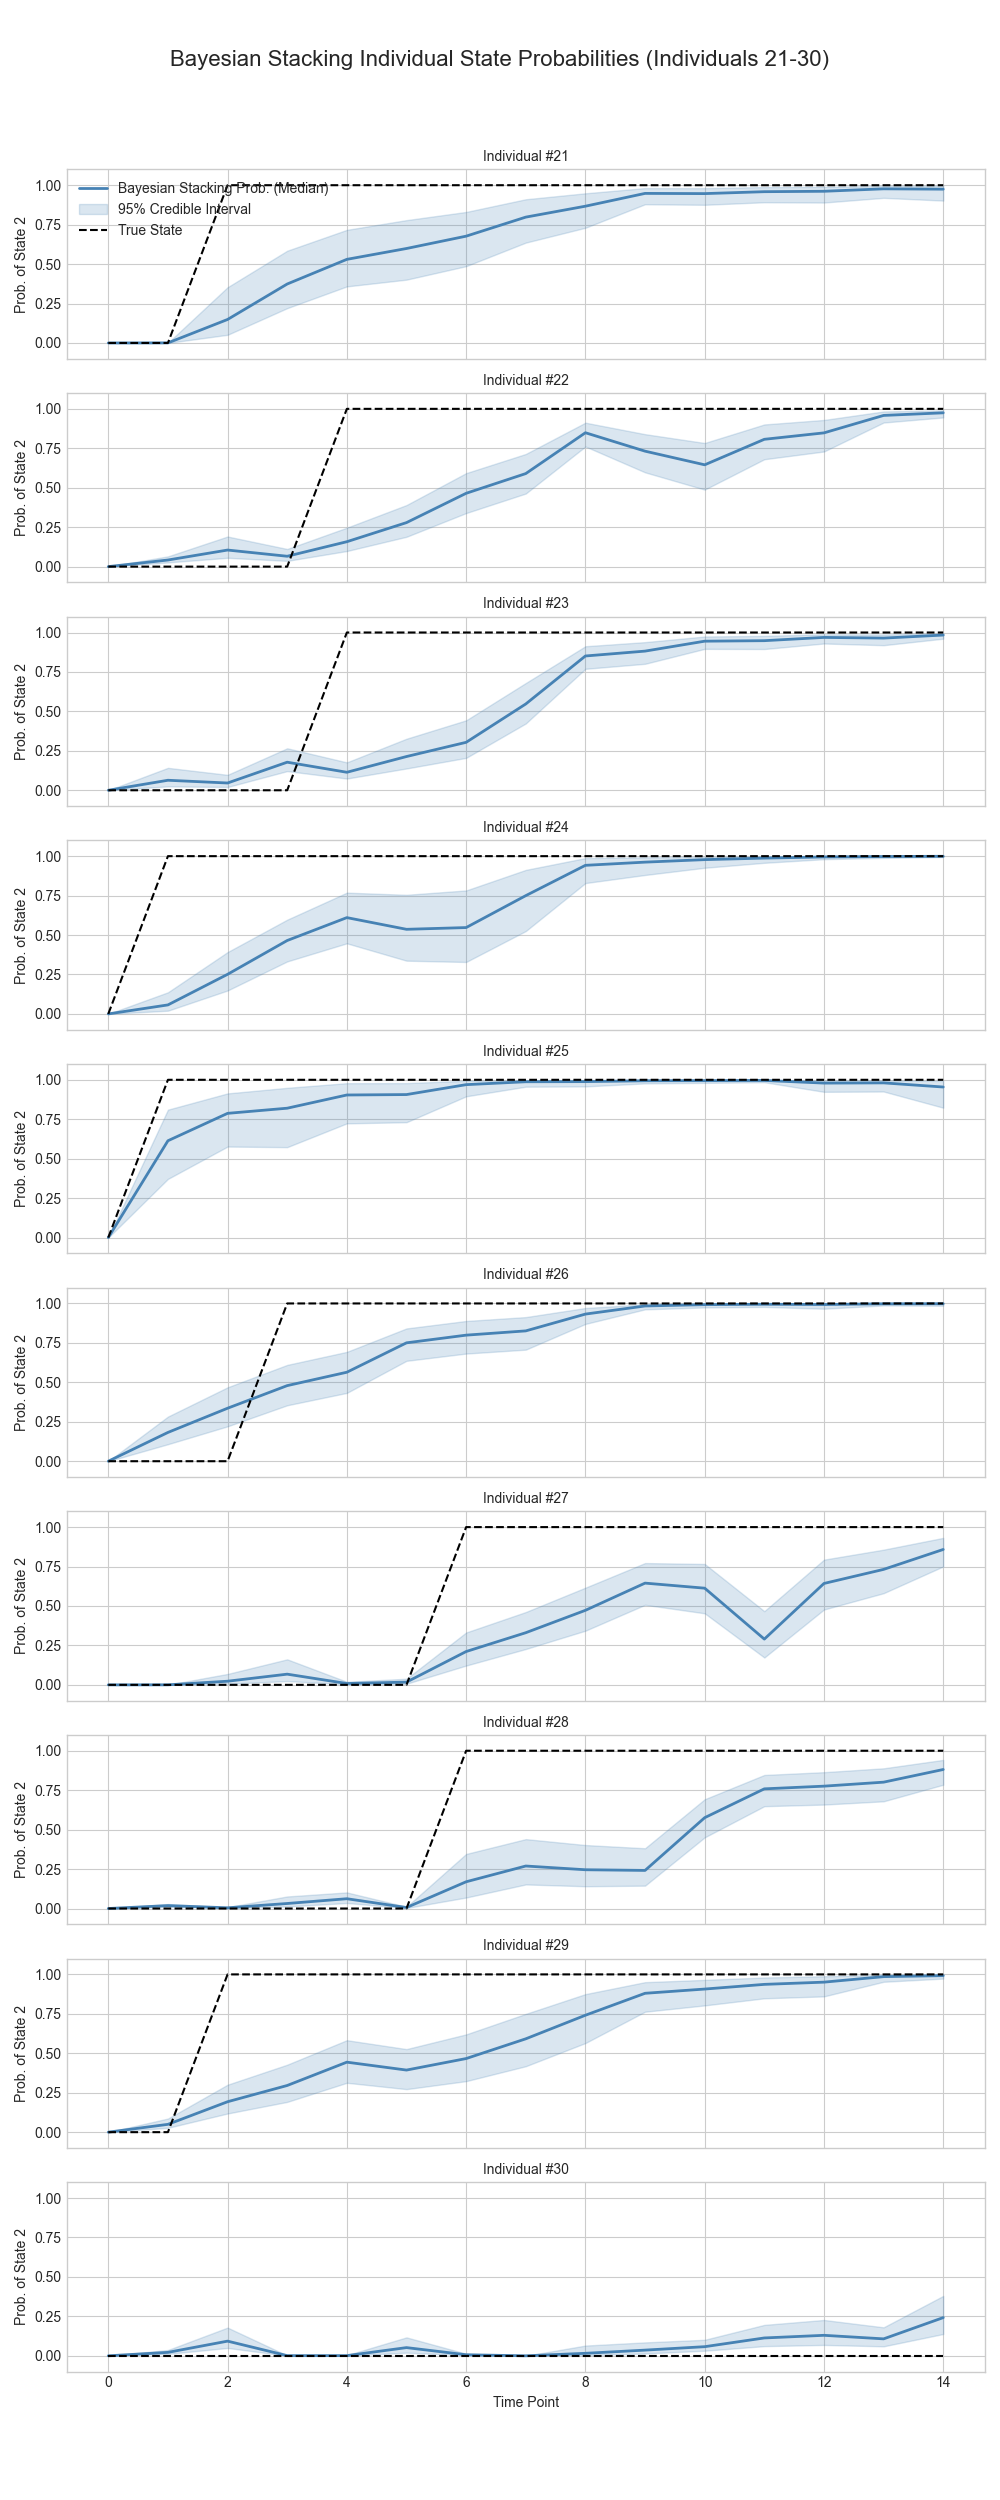 Bayesian Stacking Individual State Probabilities (Individuals 21-30)
Individual #21
Bayesian Stacking Prob. (Median)
95% Credible Interval
True State
Prob. of State 2
1.00
0.75
0.50
0.25
0.00
Individual #22
Prob. of State 2
1.00
0.75
0.50
0.25
0.00
Individual #23
Prob. of State 2
1.00
0.75
0.50
0.25
0.00
Individual #24
Prob. of State 2
1.00
0.75
0.50
0.25
0.00
Individual #25
Prob. of State 2
1.00
0.75
0.50
0.25
0.00
Individual #26
Prob. of State 2
1.00
0.75
0.50
0.25
0.00
Individual #27
Prob. of State 2
1.00
0.75
0.50
0.25
0.00
Individual #28
Prob. of State 2
1.00
0.75
0.50
0.25
0.00
Individual #29
Prob. of State 2
1.00
0.75
0.50
0.25
0.00
Individual #30
Prob. of State 2
1.00
0.75
0.50
0.25
0.00
0 2 4 6 8 10 12 14
Time Point